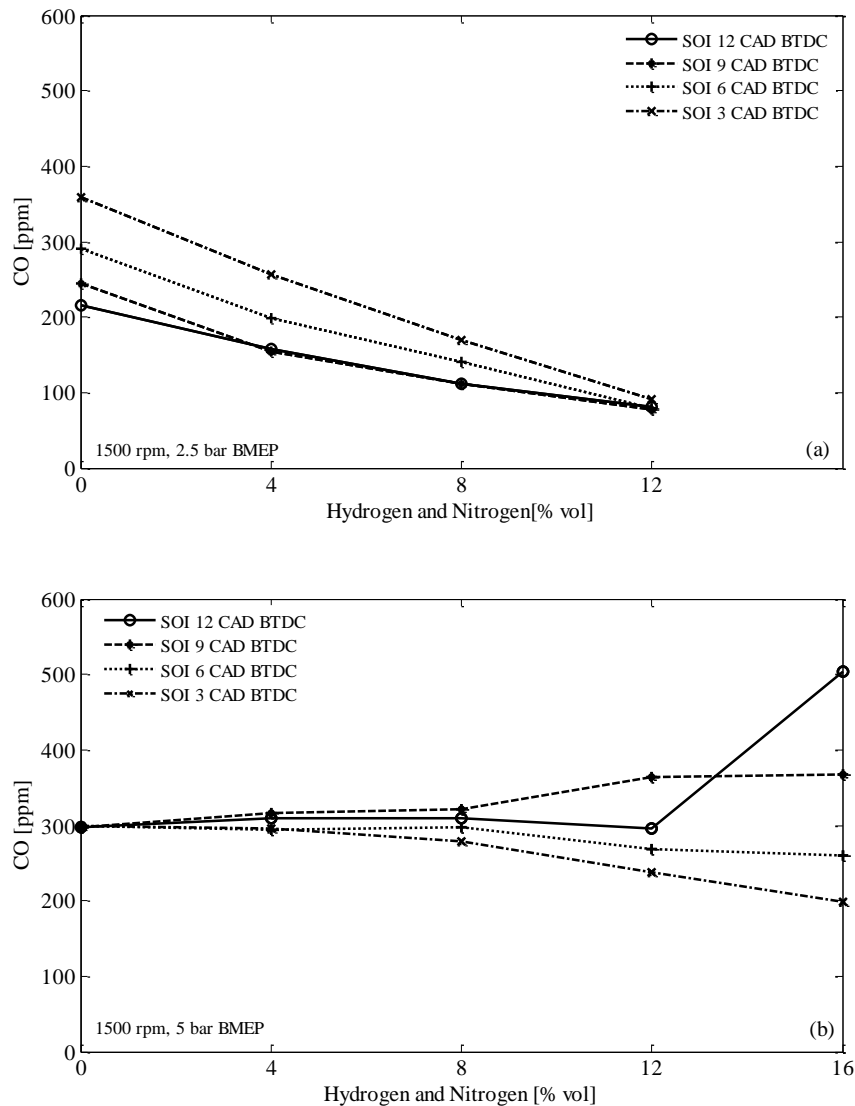 600
500
400
300
200
100
0
CO [ppm]
SOI 12 CAD BTDC
SOI 9 CAD BTDC
SOI 6 CAD BTDC
SOI 3 CAD BTDC
1500 rpm, 2.5 bar BMEP
(a)
0 4 8 12
Hydrogen and Nitrogen[% vol]
600
500
400
300
200
100
0
CO [ppm]
SOI 12 CAD BTDC
SOI 9 CAD BTDC
SOI 6 CAD BTDC
SOI 3 CAD BTDC
1500 rpm, 5 bar BMEP
(b)
0 4 8 12 16
Hydrogen and Nitrogen [% vol]